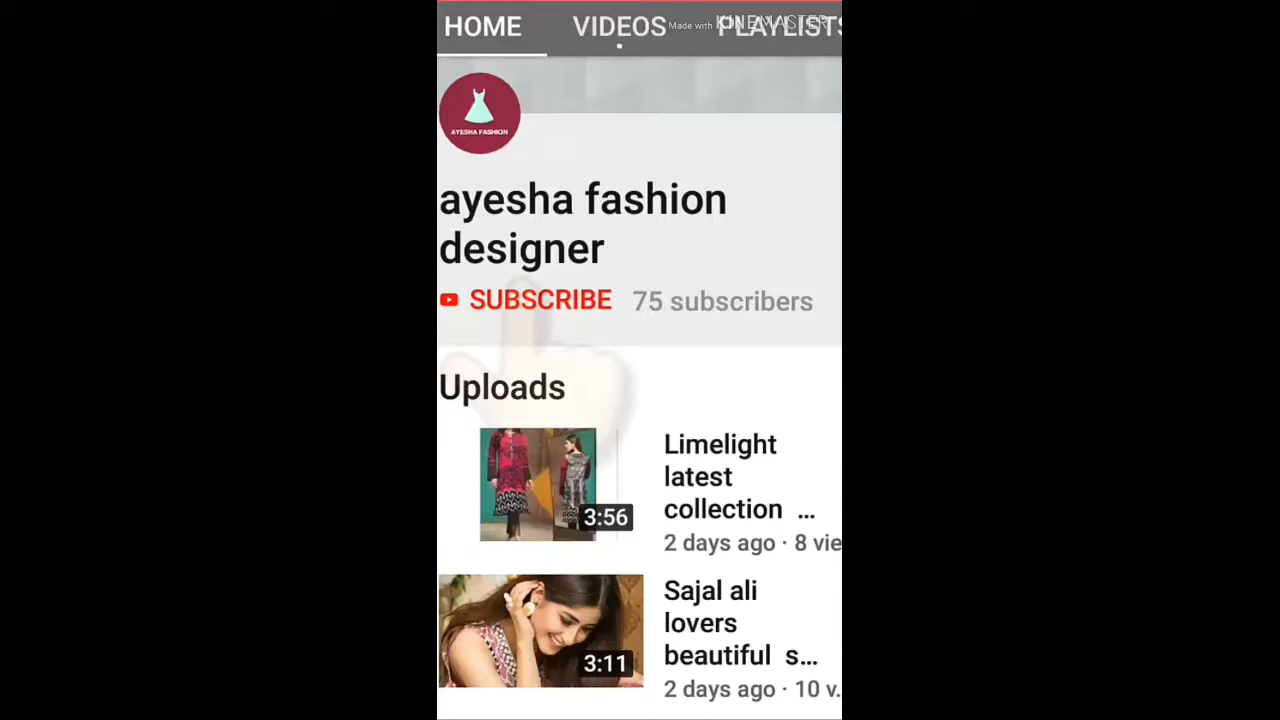 HOME VIDEOS PLAYLISTS
Made with KINEMASTER
AYESHA FASHION
ayesha fashion
designer
SUBSCRIBE 75 subscribers
Uploads
Limelight
latest
collection ...
3:56
2 days ago · 8 vie
Sajal ali
lovers
beautiful s...
3:11
2 days ago · 10 v.